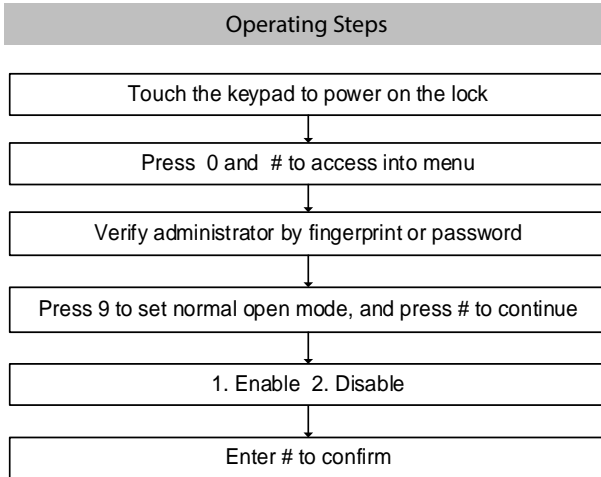 Operating Steps
Touch the keypad to power on the lock
Press 0 and # to access into menu
Verify administrator by fingerprint or password
Press 9 to set normal open mode, and press # to continue
1. Enable 2. Disable
Enter # to confirm